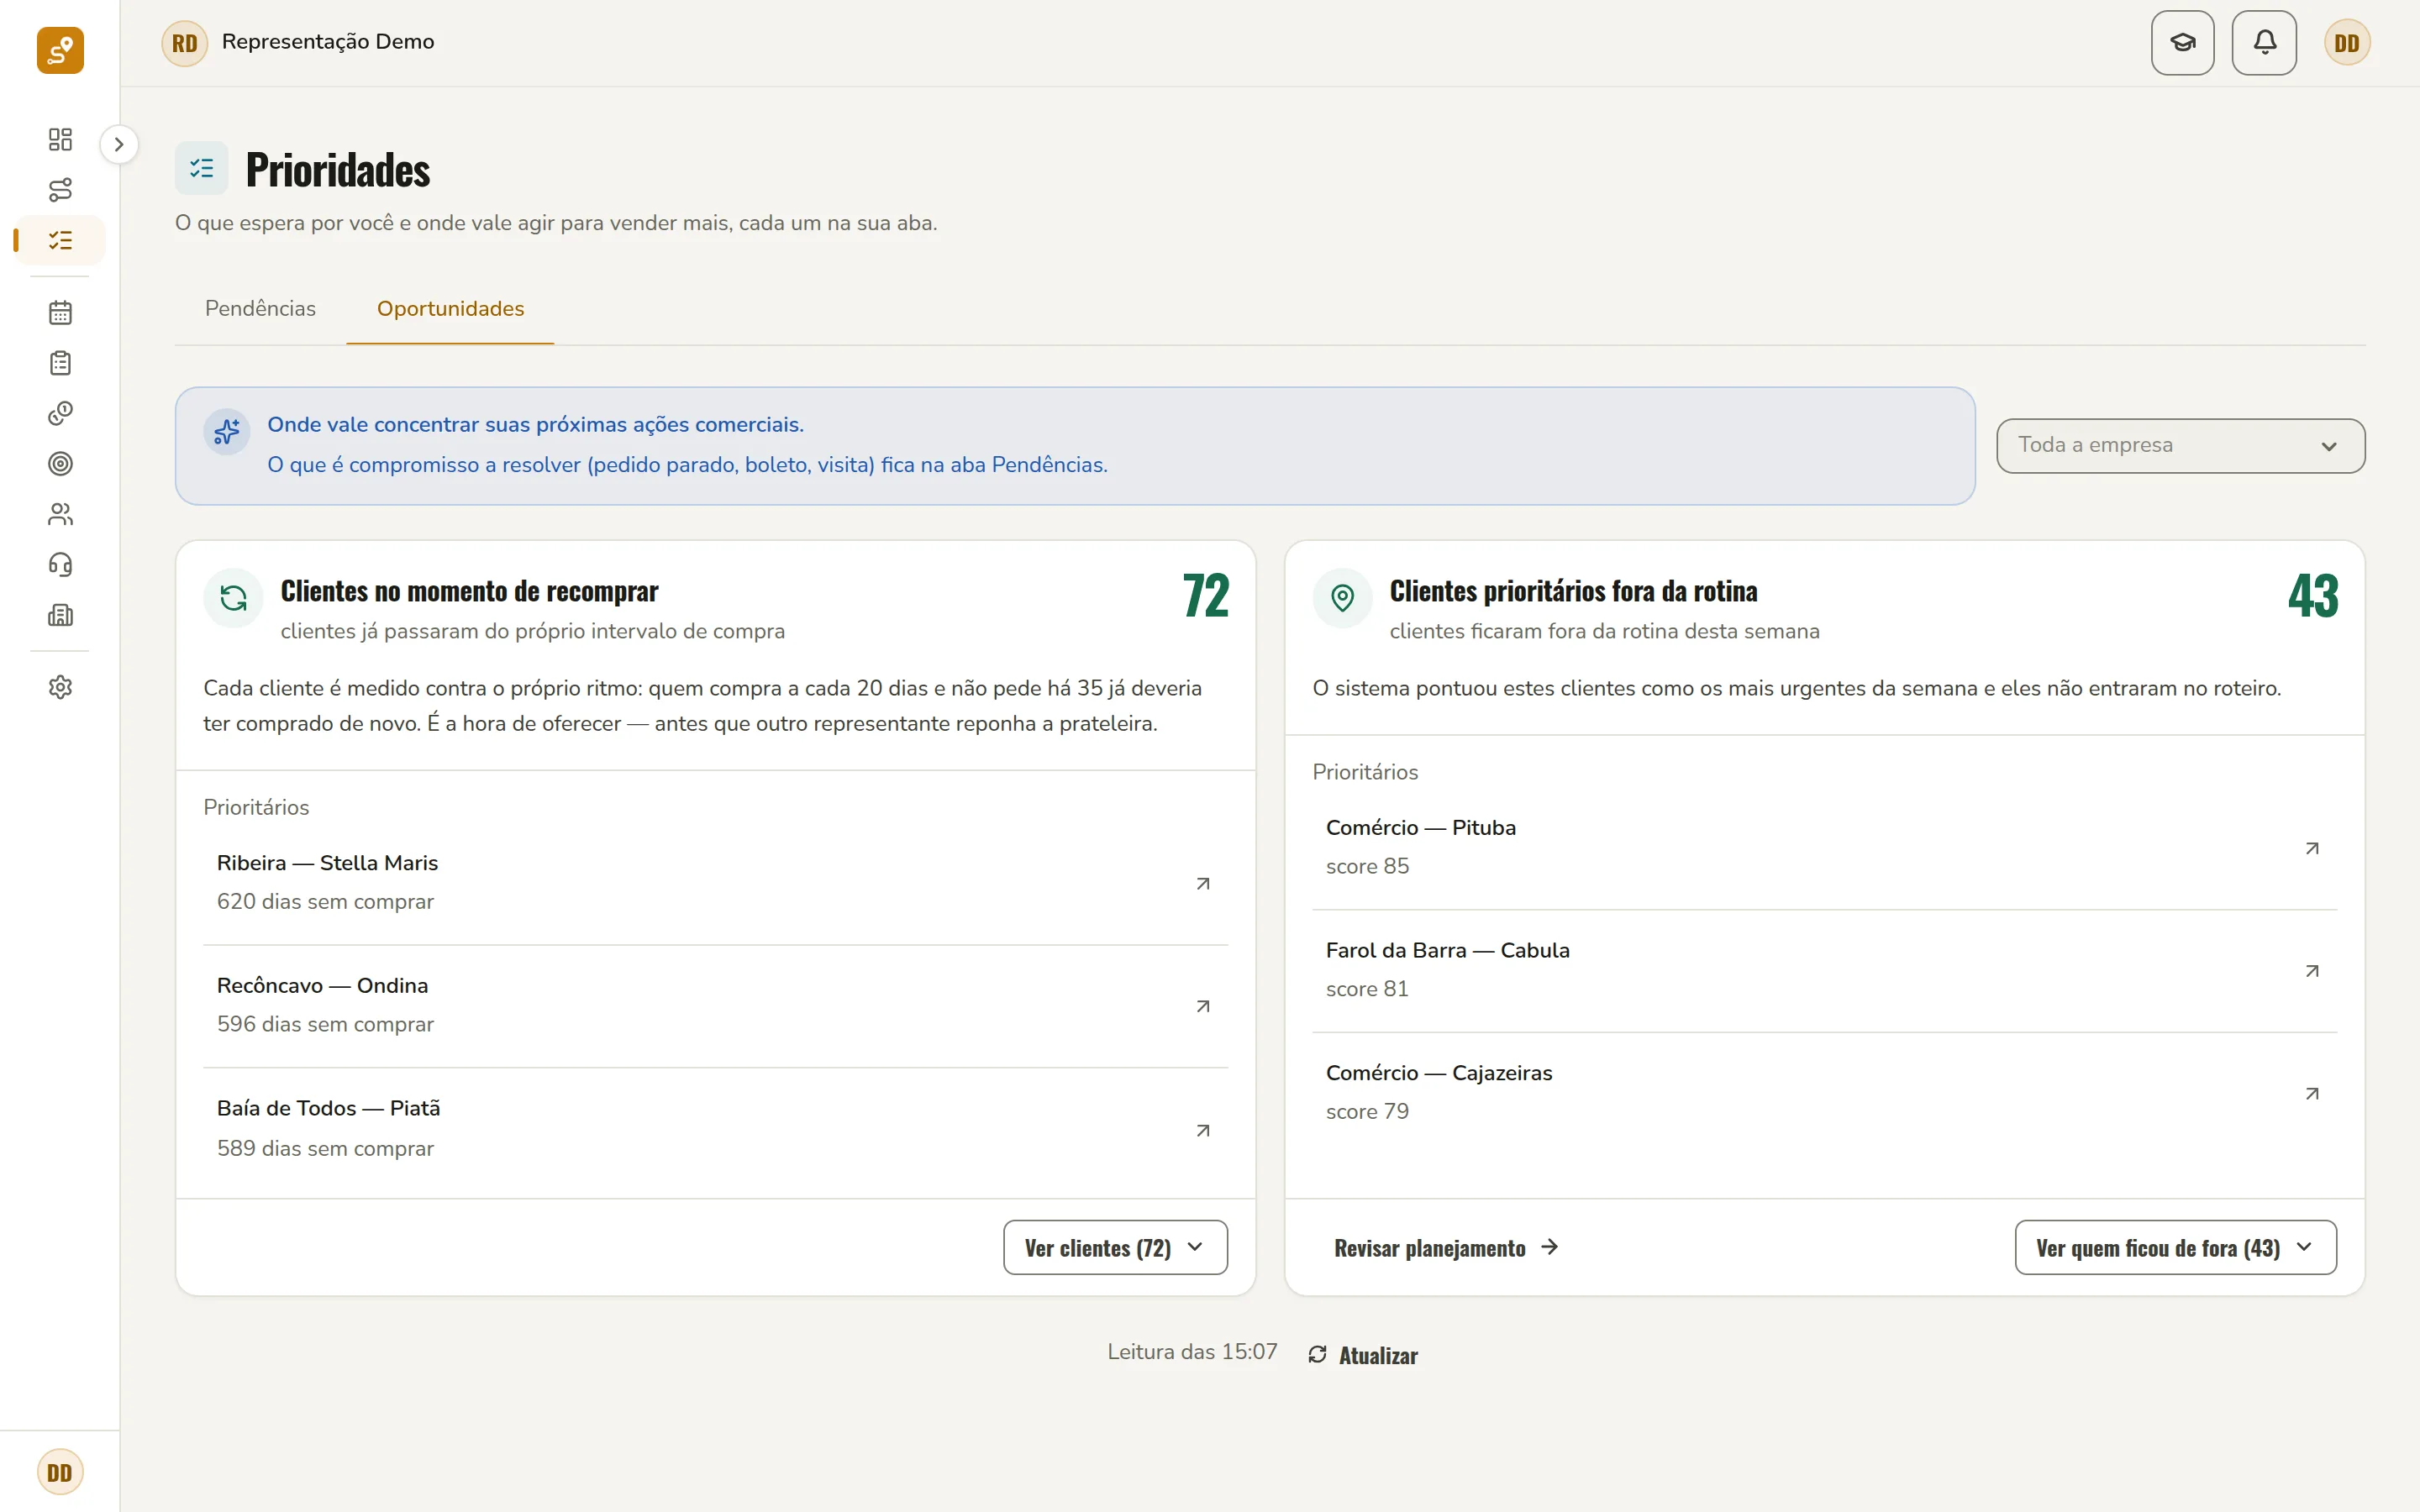 RD
Representação Demo
DD
Prioridades
O que espera por você e onde vale agir para vender mais, cada um na sua aba.
Pendências
Oportunidades
Onde vale concentrar suas próximas ações comerciais.
O que é compromisso a resolver (pedido parado, boleto, visita) fica na aba Pendências.
Toda a empresa
Clientes no momento de recomprar
72
clientes já passaram do próprio intervalo de compra
Cada cliente é medido contra o próprio ritmo: quem compra a cada 20 dias e não pede há 35 já deveria
ter comprado de novo. É a hora de oferecer — antes que outro representante reponha a prateleira.
Prioritários
Ribeira — Stella Maris
620 dias sem comprar
Recôncavo — Ondina
596 dias sem comprar
Baía de Todos — Piatã
589 dias sem comprar
Ver clientes (72)
Clientes prioritários fora da rotina
43
clientes ficaram fora da rotina desta semana
O sistema pontuou estes clientes como os mais urgentes da semana e eles não entraram no roteiro.
Prioritários
Comércio — Pituba
score 85
Farol da Barra — Cabula
score 81
Comércio — Cajazeiras
score 79
Revisar planejamento
Ver quem ficou de fora (43)
Leitura das 15:07
Atualizar
DD